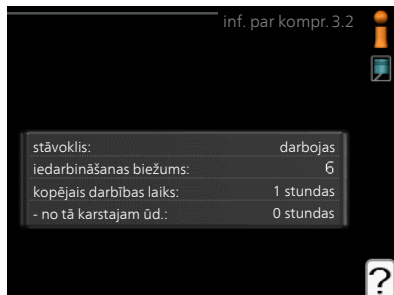 inf. par kompr. 3.2
stāvoklis: darbojas
iedarbināšanas biežums: 6
kopējais darbības laiks: 1 stundas
- no tā karstajam ūd.: 0 stundas
?